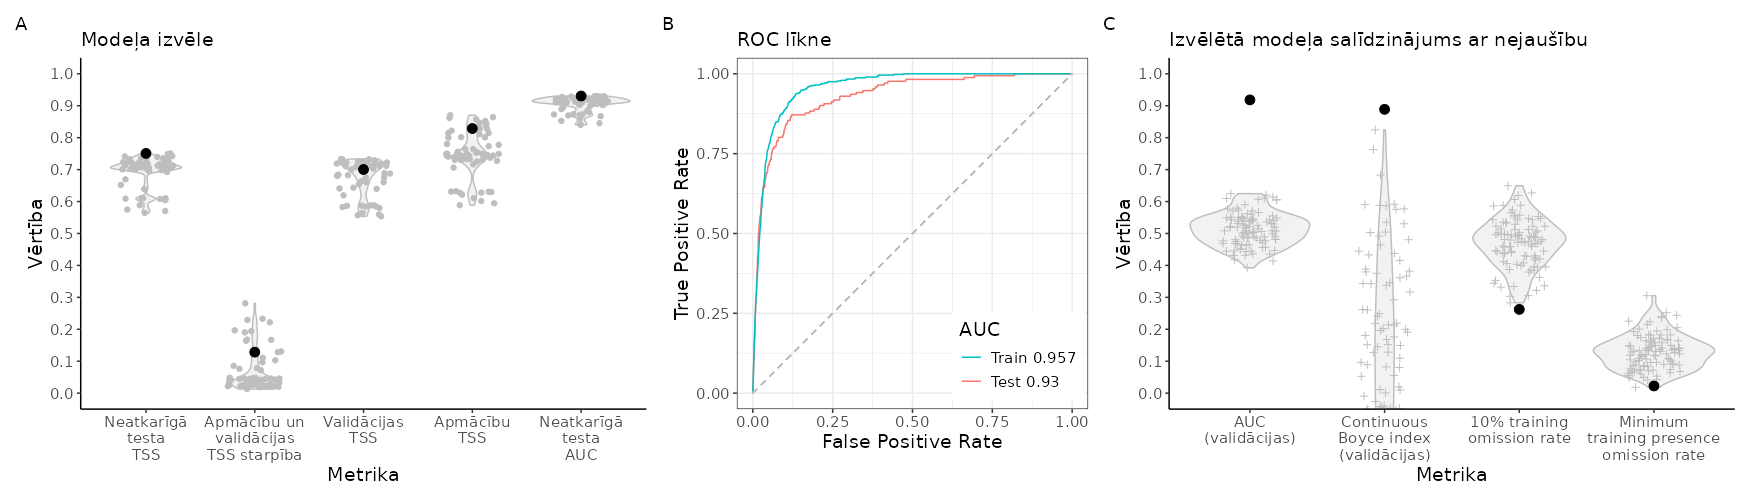 A
Modeļa izvēle
Vērtība
1.0
0.9
0.8
0.7
0.6
0.5
0.4
0.3
0.2
0.1
0.0
Neatkarīgā
testa
TSS
Apmācību un
validācijas
TSS starpība
Validācijas
TSS
Apmācību
TSS
Neatkarīgā
testa
AUC
Metrika
B
ROC līkne
True Positive Rate
1.00
0.75
0.50
0.25
0.00
AUC
Train 0.957
Test 0.93
0.00
0.25
0.50
0.75
1.00
False Positive Rate
C
Izvēlētā modeļa salīdzinājums ar nejaušību
Vērtība
1.0
0.9
0.8
0.7
0.6
0.5
0.4
0.3
0.2
0.1
0.0
AUC
(validācijas)
Continuous
Boyce index
(validācijas)
10% training
omission rate
Minimum
training presence
omission rate
Metrika